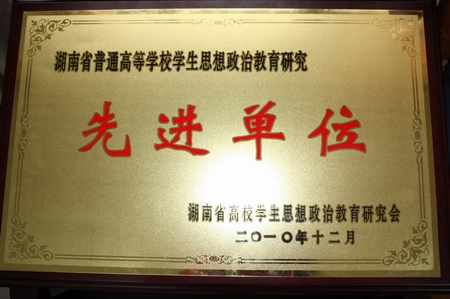 湖南省普通高等学校学生思想政治教育研究
先进单位
湖南省高校学生思想政治教育研究会
二〇一〇年十二月